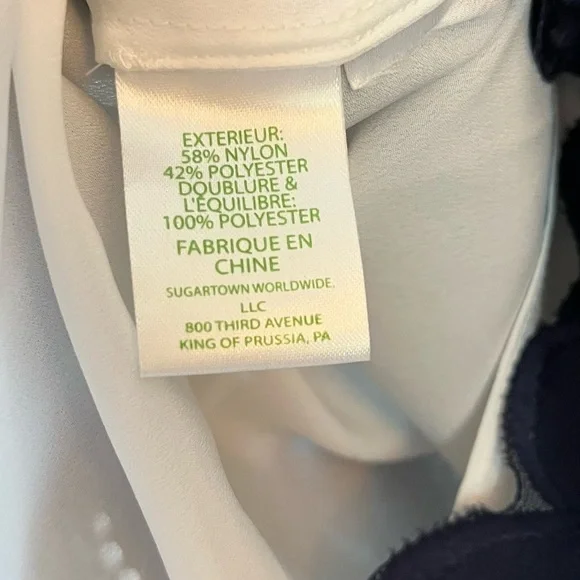 EXTERIEUR:
58% NYLON
42% POLYESTER
DOUBLURE &
L'ÉQUILIBRE:
100% POLYESTER
FABRIQUE EN
CHINE
SUGARTOWN WORLDWIDE,
LLC
800 THIRD AVENUE
KING OF PRUSSIA, PA